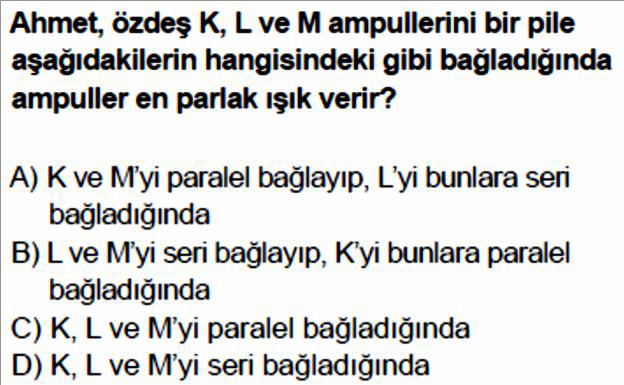 Ahmet, özdeş K, L ve M ampullerini bir pile
aşağıdakilerin hangisindeki gibi bağladığında
ampuller en parlak ışık verir?
A) K ve M'yi paralel bağlayıp, L'yi bunlara seri
bağladığında
B) L ve M'yi seri bağlayıp, K'yi bunlara paralel
bağladığında
C) K, L ve M'yi paralel bağladığında
D) K, L ve M'yi seri bağladığında